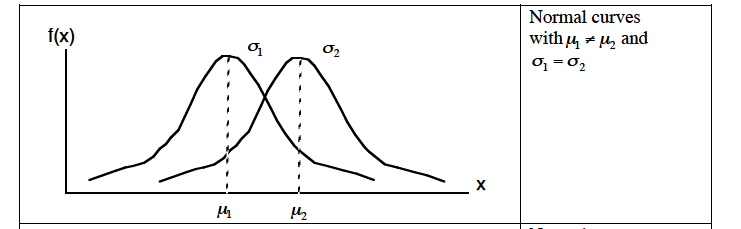 f(x)
σ₁
σ₂
x
μ₁
μ₂
Normal curves
with μ₁ ≠ μ₂ and
σ₁ = σ₂